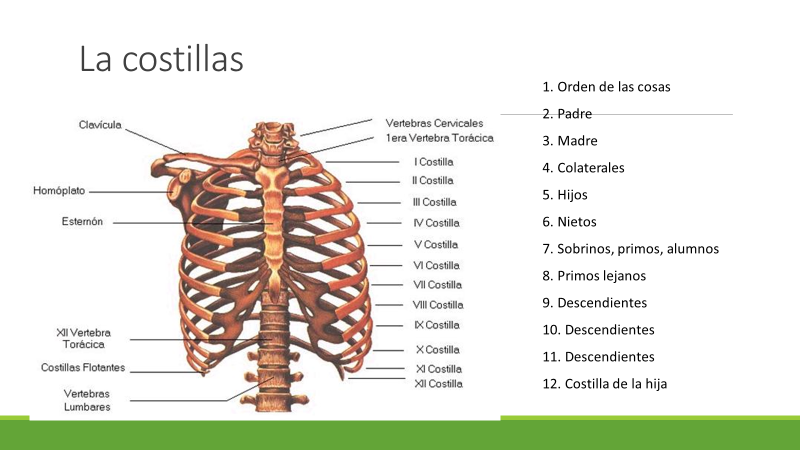 La costillas
Clavícula
Homóplato
Esternón
XII Vertebra
Torácica
Costillas Flotantes
Vertebras
Lumbares
Vertebras Cervicales
1era Vertebra Torácica
I Costilla
II Costilla
III Costilla
IV Costilla
V Costilla
VI Costilla
VII Costilla
VIII Costilla
IX Costilla
X Costilla
XI Costilla
XII Costilla
1. Orden de las cosas
2. Padre
3. Madre
4. Colaterales
5. Hijos
6. Nietos
7. Sobrinos, primos, alumnos
8. Primos lejanos
9. Descendientes
10. Descendientes
11. Descendientes
12. Costilla de la hija